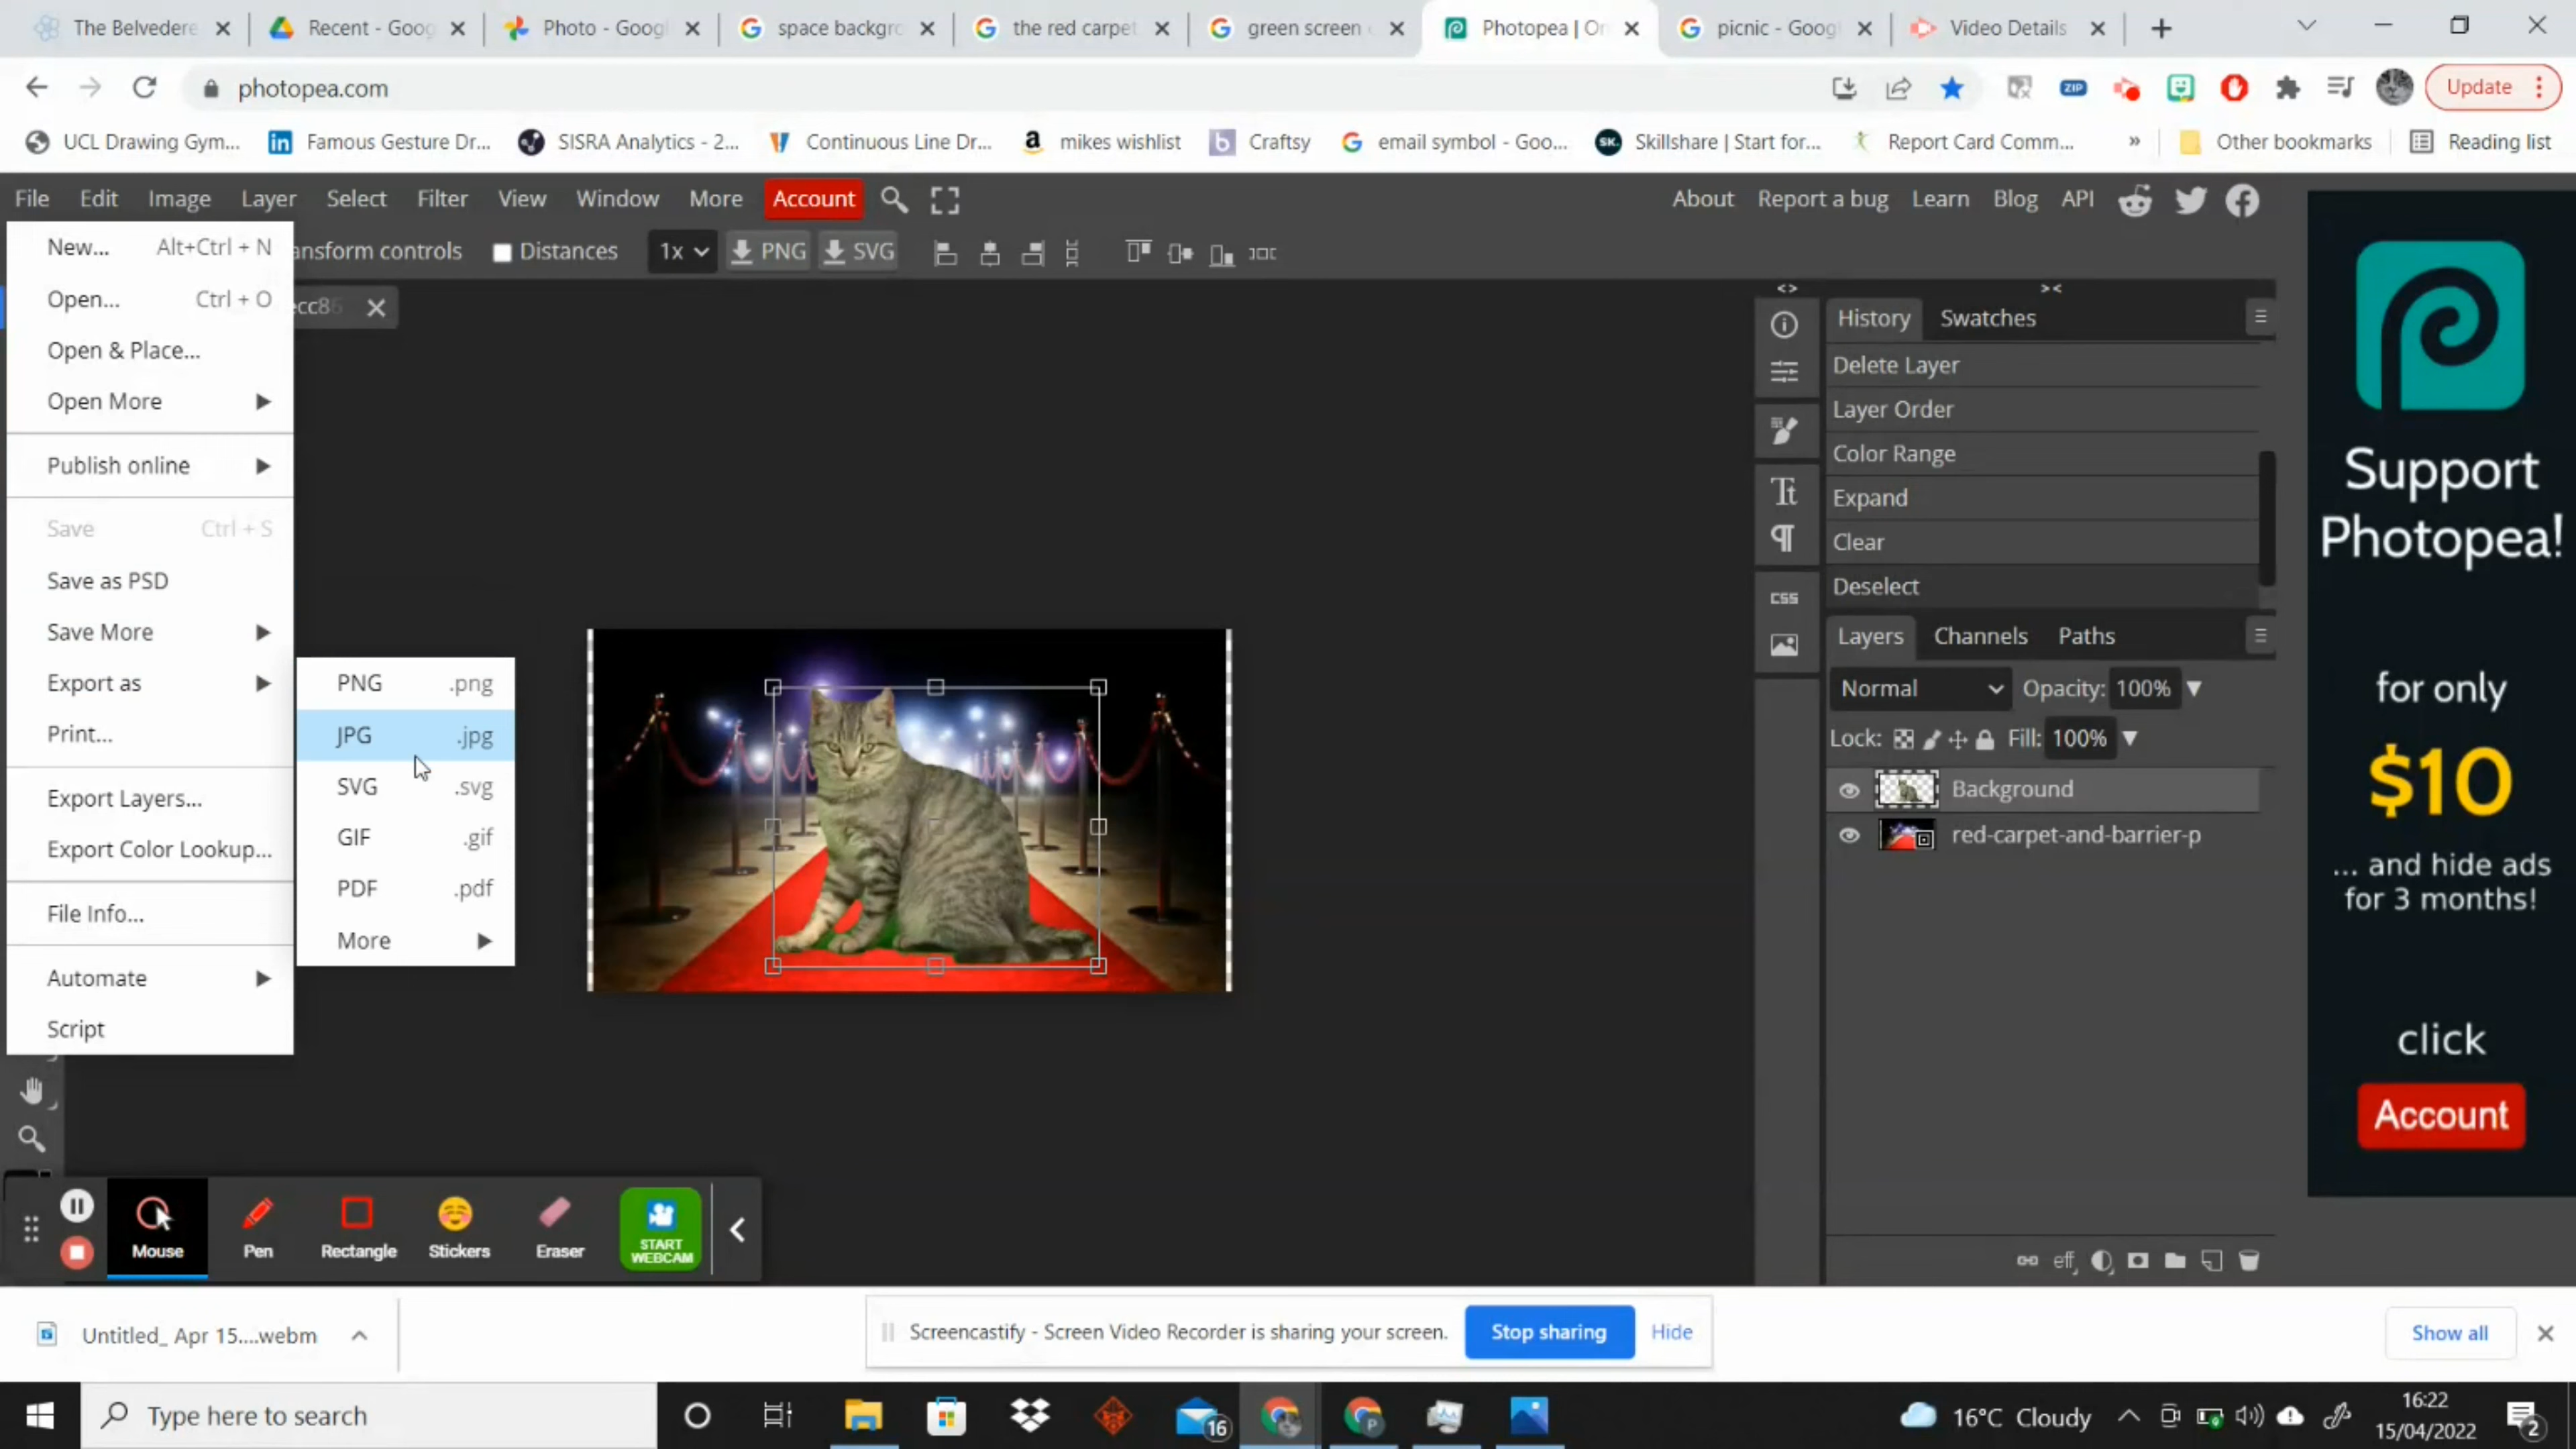 The Belvedere
Recent - Goog
Photo - Googl
space backgro
the red carpet
green screen
Photopea | On
picnic - Googl
Video Details
photopea.com
ZIP
Update
UCL Drawing Gym...
Famous Gesture Dr...
SISRA Analytics - 2...
Continuous Line Dr...
mikes wishlist
Craftsy
email symbol - Goo...
Skillshare | Start for...
Report Card Comm...
»
Other bookmarks
Reading list
File Edit Image Layer Select Filter View Window More Account
About Report a bug Learn Blog API
ansform controls Distances 1x PNG SVG
New... Alt+Ctrl + N
Open... Ctrl + O
Open & Place...
Open More
Publish online
Save Ctrl + S
Save as PSD
Save More
Export as
Print...
Export Layers...
Export Color Lookup...
File Info...
Automate
Script
ecc86
PNG .png
JPG .jpg
SVG .svg
GIF .gif
PDF .pdf
More
<>
><
History Swatches
Delete Layer
Layer Order
Color Range
Expand
Clear
Deselect
CSS
Layers Channels Paths
Normal Opacity: 100%
Lock: Fill: 100%
Background
red-carpet-and-barrier-p
eff
Support
Photopea!
for only
$10
... and hide ads
for 3 months!
click
Account
Mouse
Pen
Rectangle
Stickers
Eraser
START
WEBCAM
Untitled_ Apr 15....webm
Screencastify - Screen Video Recorder is sharing your screen.
Stop sharing
Hide
Show all
Type here to search
16
16°C Cloudy
16:22
15/04/2022
2